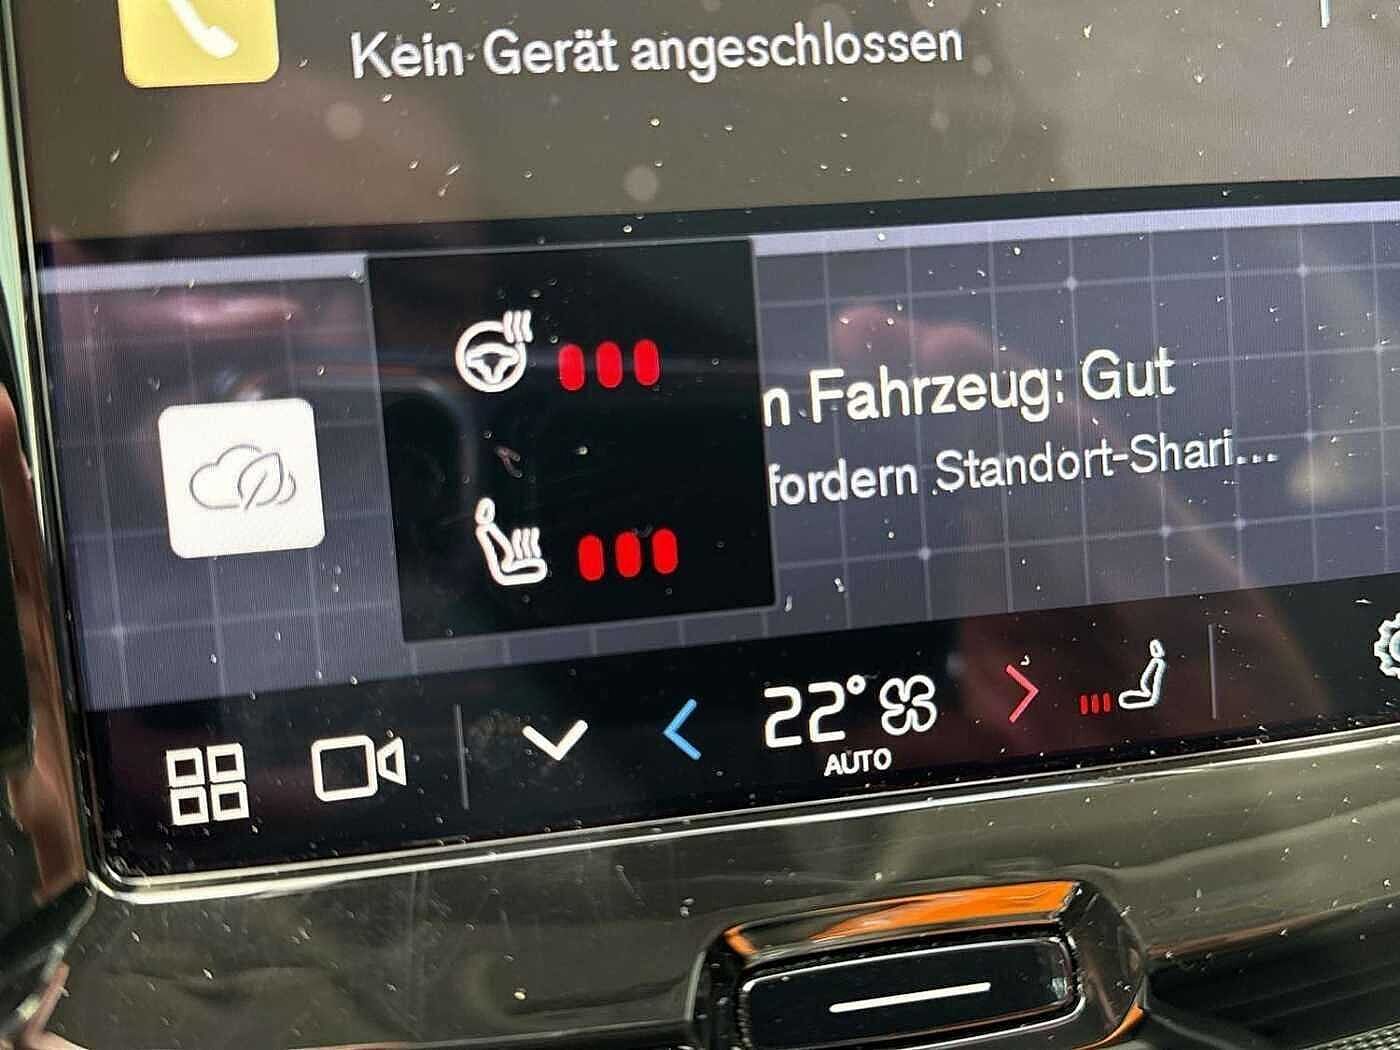 Kein Gerät angeschlossen
n Fahrzeug: Gut
fordern Standort-Shari...
22°
AUTO